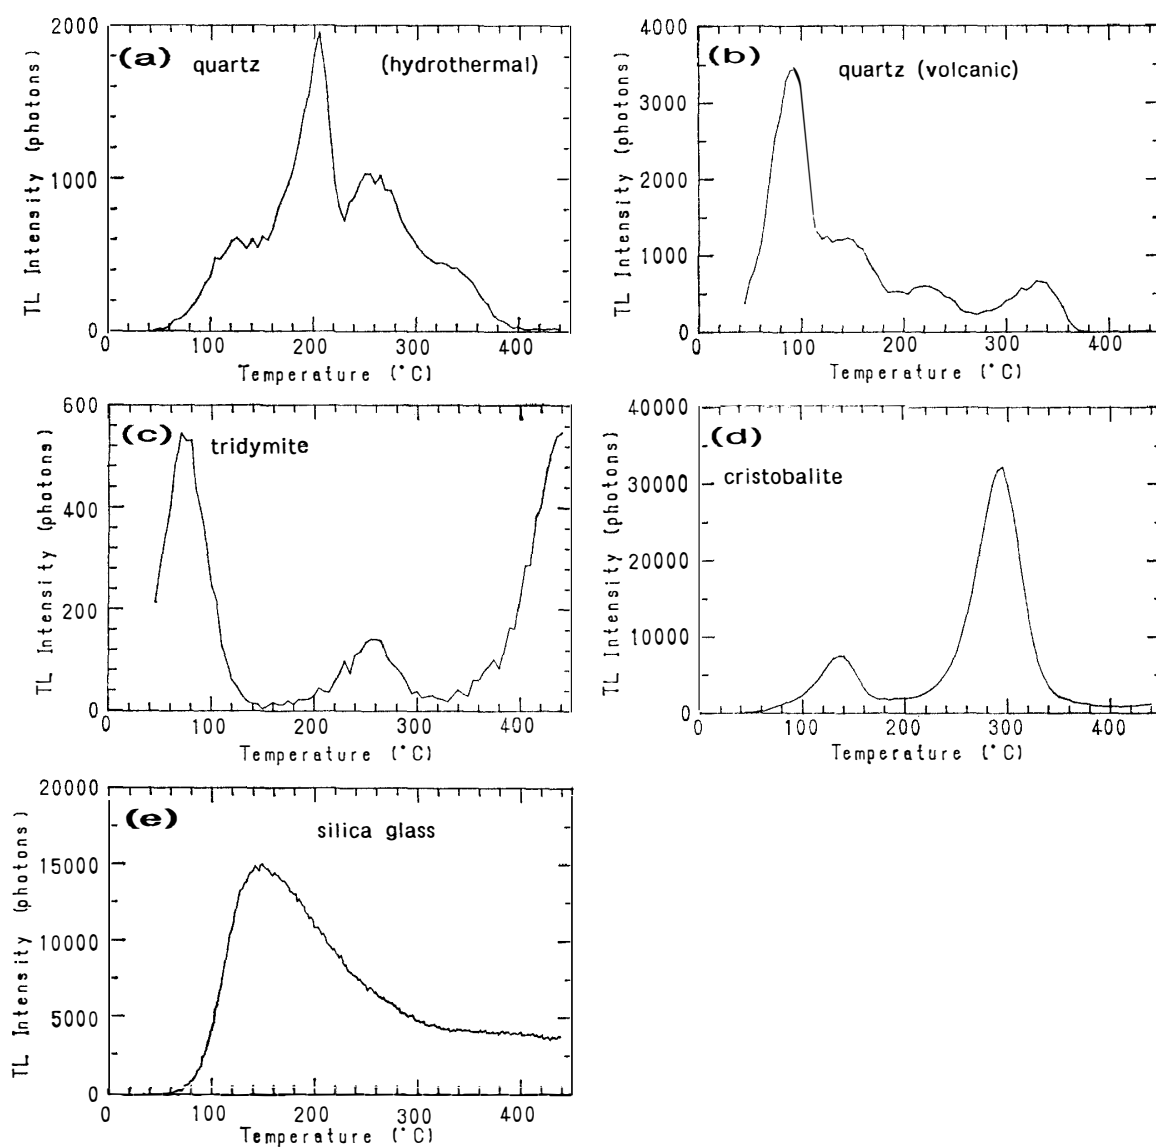 (a) quartz (hydrothermal)
TL Intensity (photons)
2000
1000
0
0 100 200 300 400
Temperature (°C)
(b) quartz (volcanic)
TL Intensity (photons)
4000
3000
2000
1000
0
0 100 200 300 400
Temperature (°C)
(c) tridymite
TL Intensity (photons)
600
400
200
0
0 100 200 300 400
Temperature (°C)
(d)
cristobalite
TL Intensity (photons)
40000
30000
20000
10000
0
0 100 200 300 400
Temperature (°C)
(e) silica glass
TL Intensity (photons)
20000
15000
10000
5000
0
0 100 200 300 400
Temperature (°C)